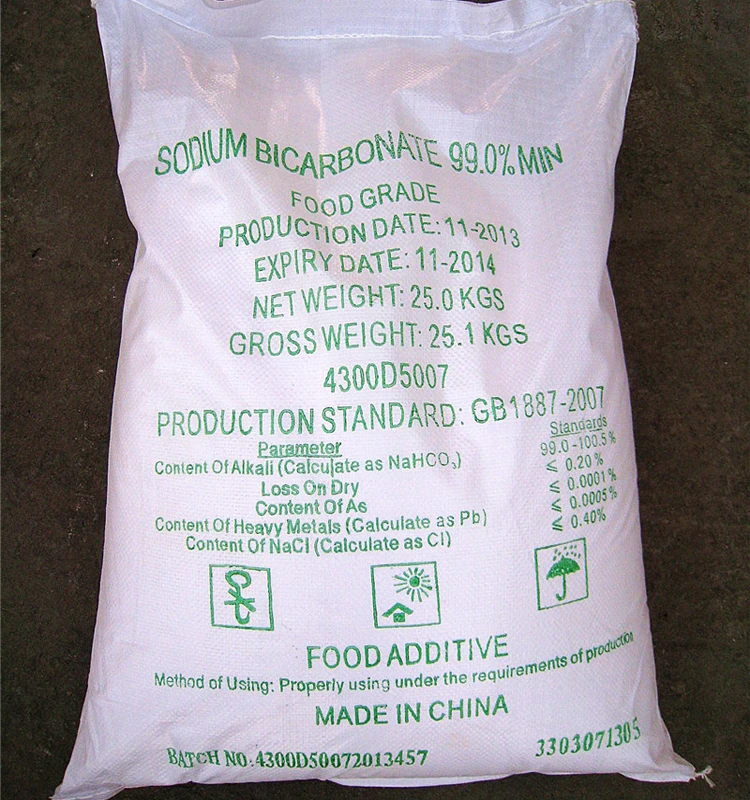 SODIUM BICARBONATE 99.0% MIN
FOOD GRADE
PRODUCTION DATE: 11-2013
EXPIRY DATE: 11-2014
NET WEIGHT: 25.0 KGS
GROSS WEIGHT: 25.1 KGS
4300D5007
PRODUCTION STANDARD: GB1887-2007
Parameter Standards
Content Of Alkali (Calculate as NaHCO₃) 99.0-100.5%
Loss On Dry ≤ 0.20%
Content Of As ≤ 0.0001%
Content Of Heavy Metals (Calculate as Pb) ≤ 0.0005%
Content Of NaCl (Calculate as Cl) ≤ 0.40%
FOOD ADDITIVE
Method of Using: Properly using under the requirements of production
MADE IN CHINA
BATCH NO.:4300D50072013457 3303071305